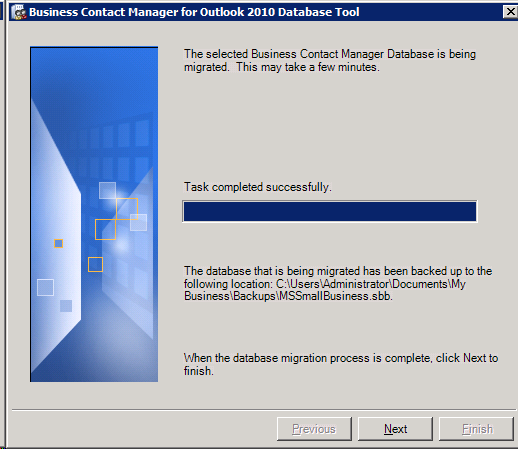 Business Contact Manager for Outlook 2010 Database Tool
The selected Business Contact Manager Database is being
migrated. This may take a few minutes.
Task completed successfully.
The database that is being migrated has been backed up to the
following location: C:\Users\Administrator\Documents\My
Business\Backups\MSSmallBusiness.sbb.
When the database migration process is complete, click Next to
finish.
Previous
Next
Finish